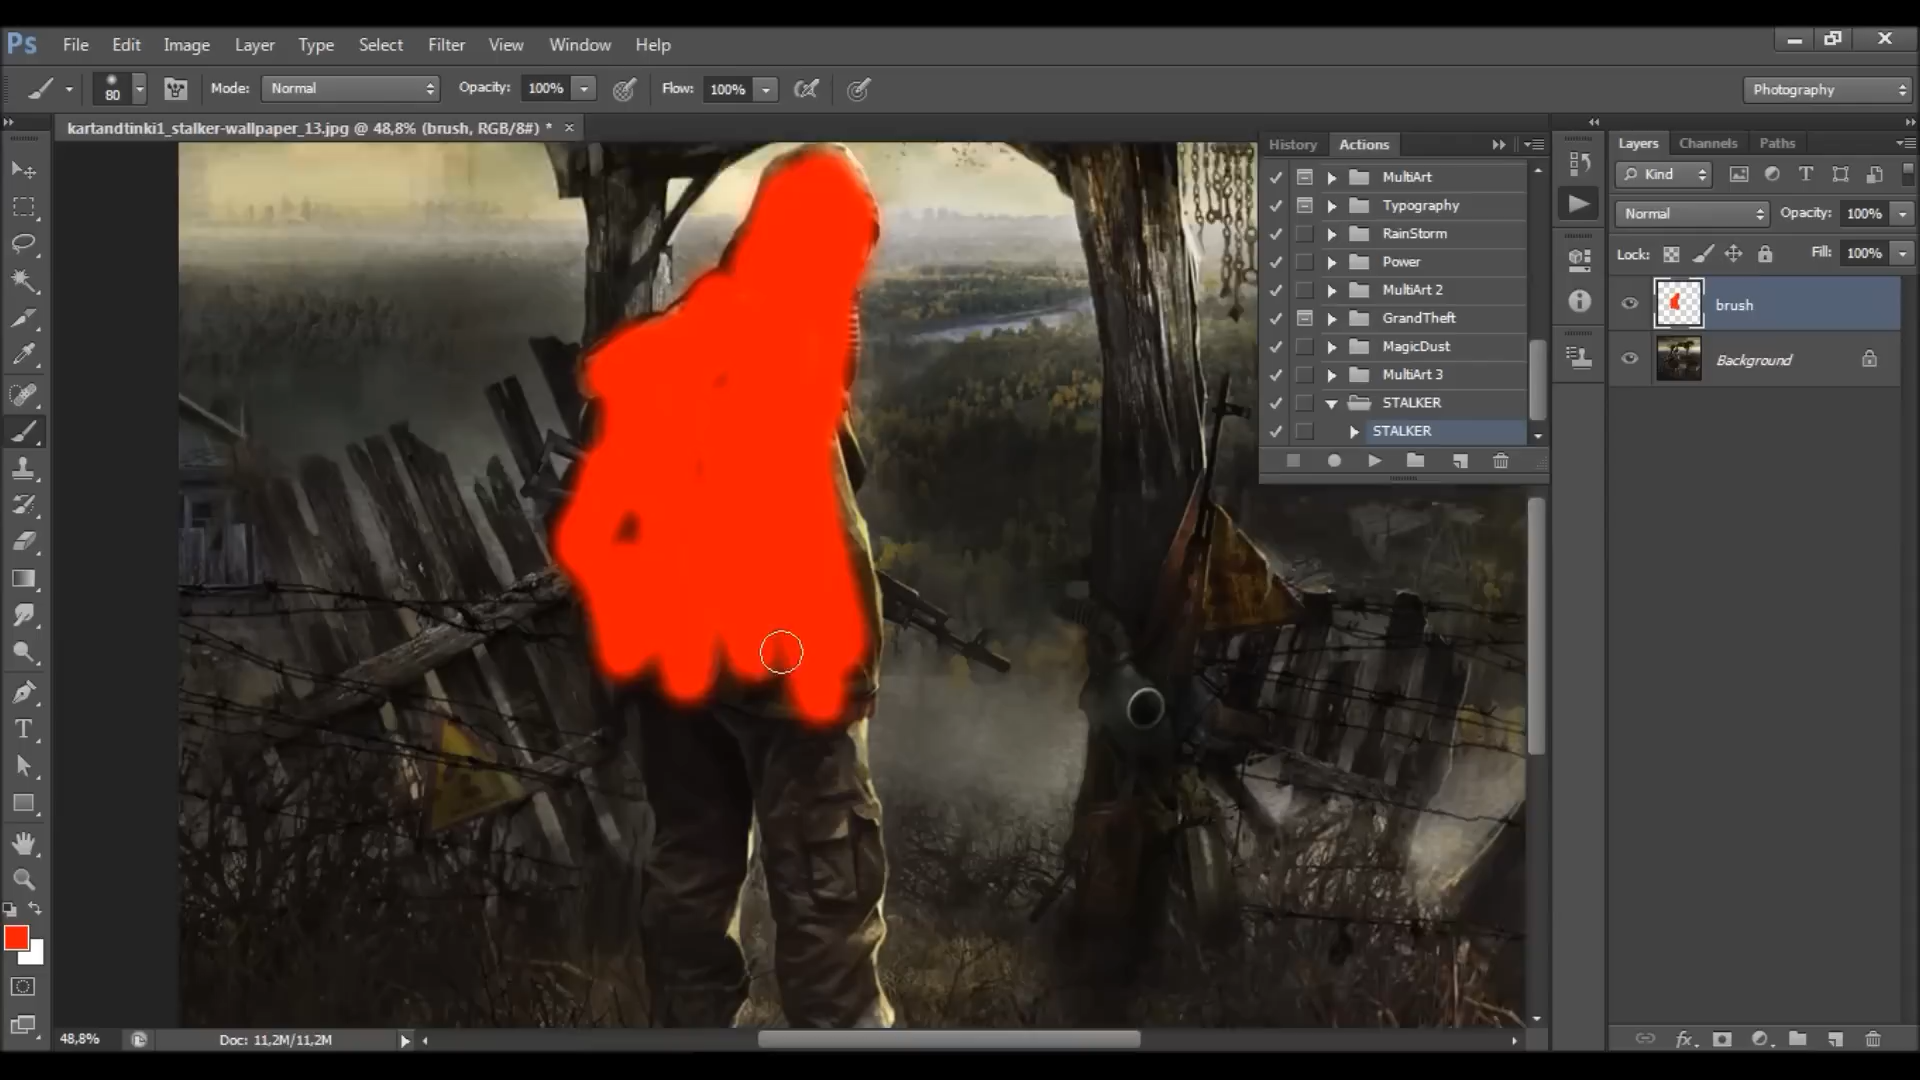 Ps File Edit Image Layer Type Select Filter View Window Help
80 Mode: Normal Opacity: 100% Flow: 100% Photography
kartandtinki1_stalker-wallpaper_13.jpg @ 48,8% (brush, RGB/8#) *
History Actions
MultiArt
Typography
RainStorm
Power
MultiArt 2
GrandTheft
MagicDust
MultiArt 3
STALKER
STALKER
Layers Channels Paths
Kind
Normal Opacity: 100%
Lock: Fill: 100%
brush
Background
48,8% Doc: 11,2M/11,2M